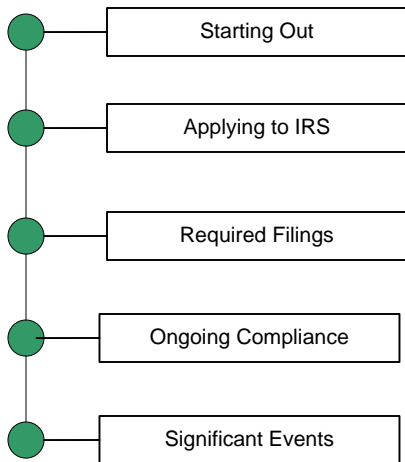 Starting Out
Applying to IRS
Required Filings
Ongoing Compliance
Significant Events